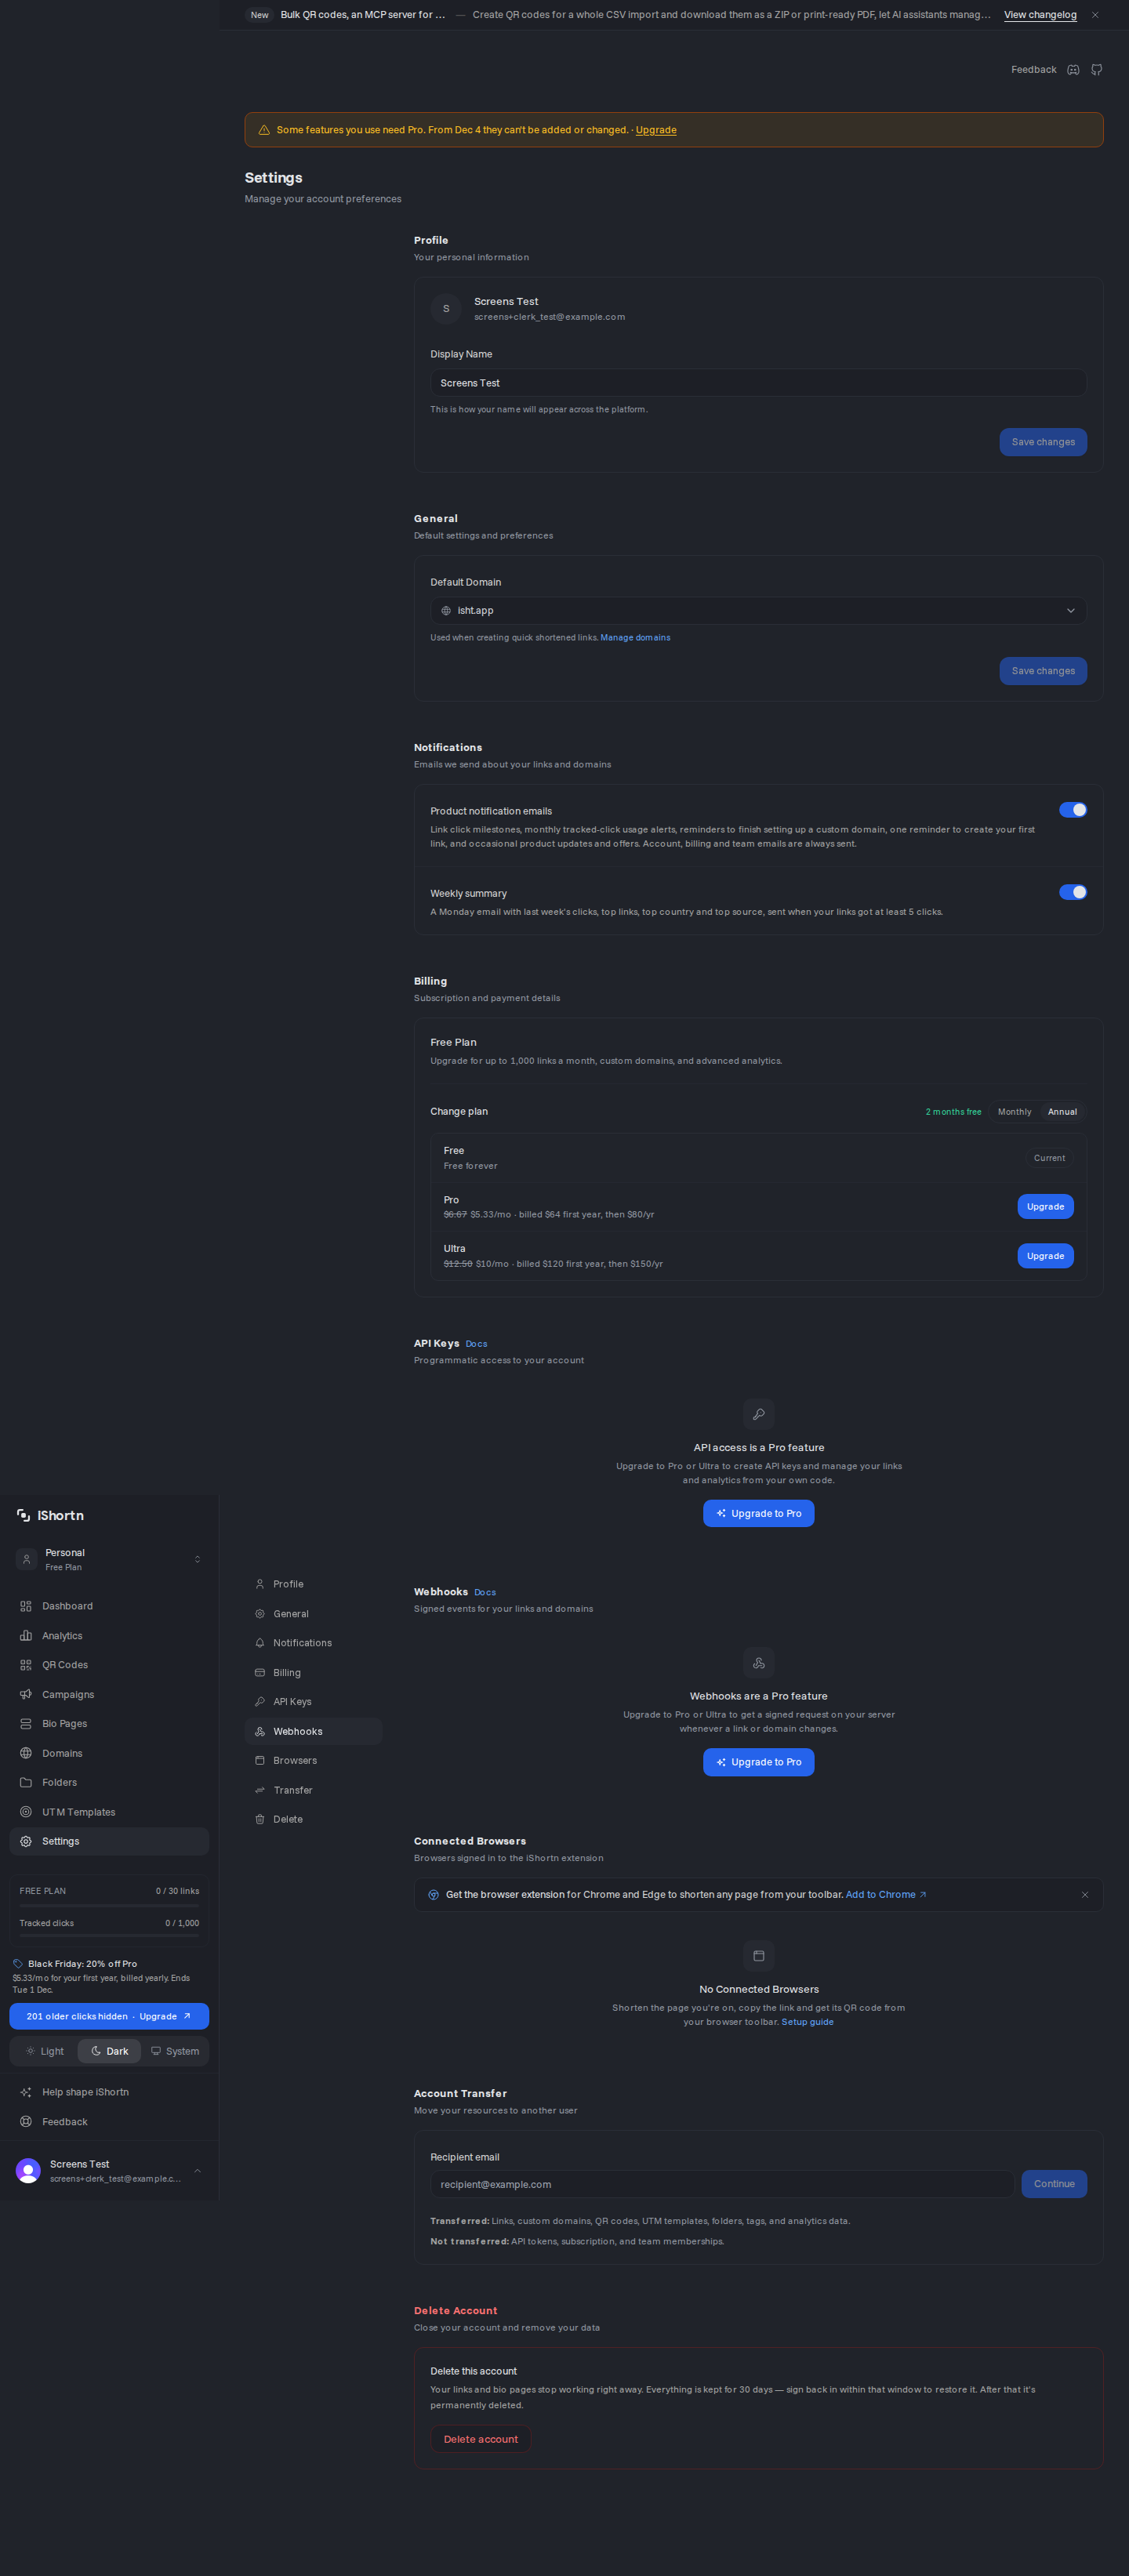 New Bulk QR codes, an MCP server for … — Create QR codes for a whole CSV import and download them as a ZIP or print-ready PDF, let AI assistants manag… View changelog
Feedback
Some features you use need Pro. From Dec 4 they can't be added or changed. · Upgrade
Settings
Manage your account preferences
Profile
Your personal information
S
Screens Test
screens+clerk_test@example.com
Display Name
Screens Test
This is how your name will appear across the platform.
Save changes
General
Default settings and preferences
Default Domain
isht.app
Used when creating quick shortened links. Manage domains
Save changes
Notifications
Emails we send about your links and domains
Product notification emails
Link click milestones, monthly tracked-click usage alerts, reminders to finish setting up a custom domain, one reminder to create your first
link, and occasional product updates and offers. Account, billing and team emails are always sent.
Weekly summary
A Monday email with last week's clicks, top links, top country and top source, sent when your links got at least 5 clicks.
Billing
Subscription and payment details
Free Plan
Upgrade for up to 1,000 links a month, custom domains, and advanced analytics.
Change plan
2 months free Monthly Annual
Free
Free forever
Current
Pro
$6.67 $5.33/mo · billed $64 first year, then $80/yr
Upgrade
Ultra
$12.50 $10/mo · billed $120 first year, then $150/yr
Upgrade
API Keys Docs
Programmatic access to your account
API access is a Pro feature
Upgrade to Pro or Ultra to create API keys and manage your links
and analytics from your own code.
Upgrade to Pro
iShortn
Personal
Free Plan
Dashboard
Analytics
QR Codes
Campaigns
Bio Pages
Domains
Folders
UTM Templates
Settings
FREE PLAN 0 / 30 links
Tracked clicks 0 / 1,000
Black Friday: 20% off Pro
$5.33/mo for your first year, billed yearly. Ends
Tue 1 Dec.
201 older clicks hidden · Upgrade
Light Dark System
Help shape iShortn
Feedback
Screens Test
screens+clerk_test@example.c…
Profile
General
Notifications
Billing
API Keys
Webhooks
Browsers
Transfer
Delete
Webhooks Docs
Signed events for your links and domains
Webhooks are a Pro feature
Upgrade to Pro or Ultra to get a signed request on your server
whenever a link or domain changes.
Upgrade to Pro
Connected Browsers
Browsers signed in to the iShortn extension
Get the browser extension for Chrome and Edge to shorten any page from your toolbar. Add to Chrome
No Connected Browsers
Shorten the page you're on, copy the link and get its QR code from
your browser toolbar. Setup guide
Account Transfer
Move your resources to another user
Recipient email
recipient@example.com
Continue
Transferred: Links, custom domains, QR codes, UTM templates, folders, tags, and analytics data.
Not transferred: API tokens, subscription, and team memberships.
Delete Account
Close your account and remove your data
Delete this account
Your links and bio pages stop working right away. Everything is kept for 30 days — sign back in within that window to restore it. After that it's
permanently deleted.
Delete account